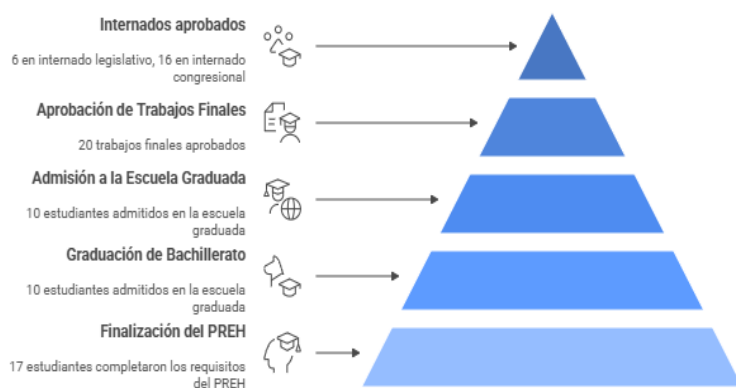 Internados aprobados
6 en internado legislativo, 16 en internado
congresional
Aprobación de Trabajos Finales
20 trabajos finales aprobados
Admisión a la Escuela Graduada
10 estudiantes admitidos en la escuela
graduada
Graduación de Bachillerato
10 estudiantes admitidos en la escuela
graduada
Finalización del PREH
17 estudiantes completaron los requisitos
del PREH